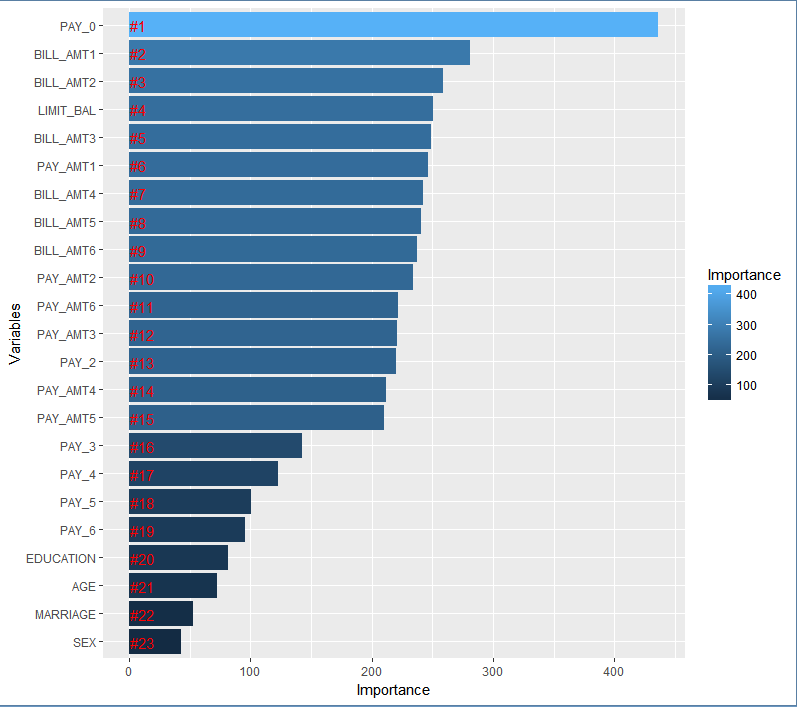 PAY_0 #1
BILL_AMT1 #2
BILL_AMT2 #3
LIMIT_BAL #4
BILL_AMT3 #5
PAY_AMT1 #6
BILL_AMT4 #7
BILL_AMT5 #8
BILL_AMT6 #9
PAY_AMT2 #10
PAY_AMT6 #11
PAY_AMT3 #12
PAY_2 #13
PAY_AMT4 #14
PAY_AMT5 #15
PAY_3 #16
PAY_4 #17
PAY_5 #18
PAY_6 #19
EDUCATION #20
AGE #21
MARRIAGE #22
SEX #23
Variables
0 100 200 300 400
Importance
Importance
400
300
200
100